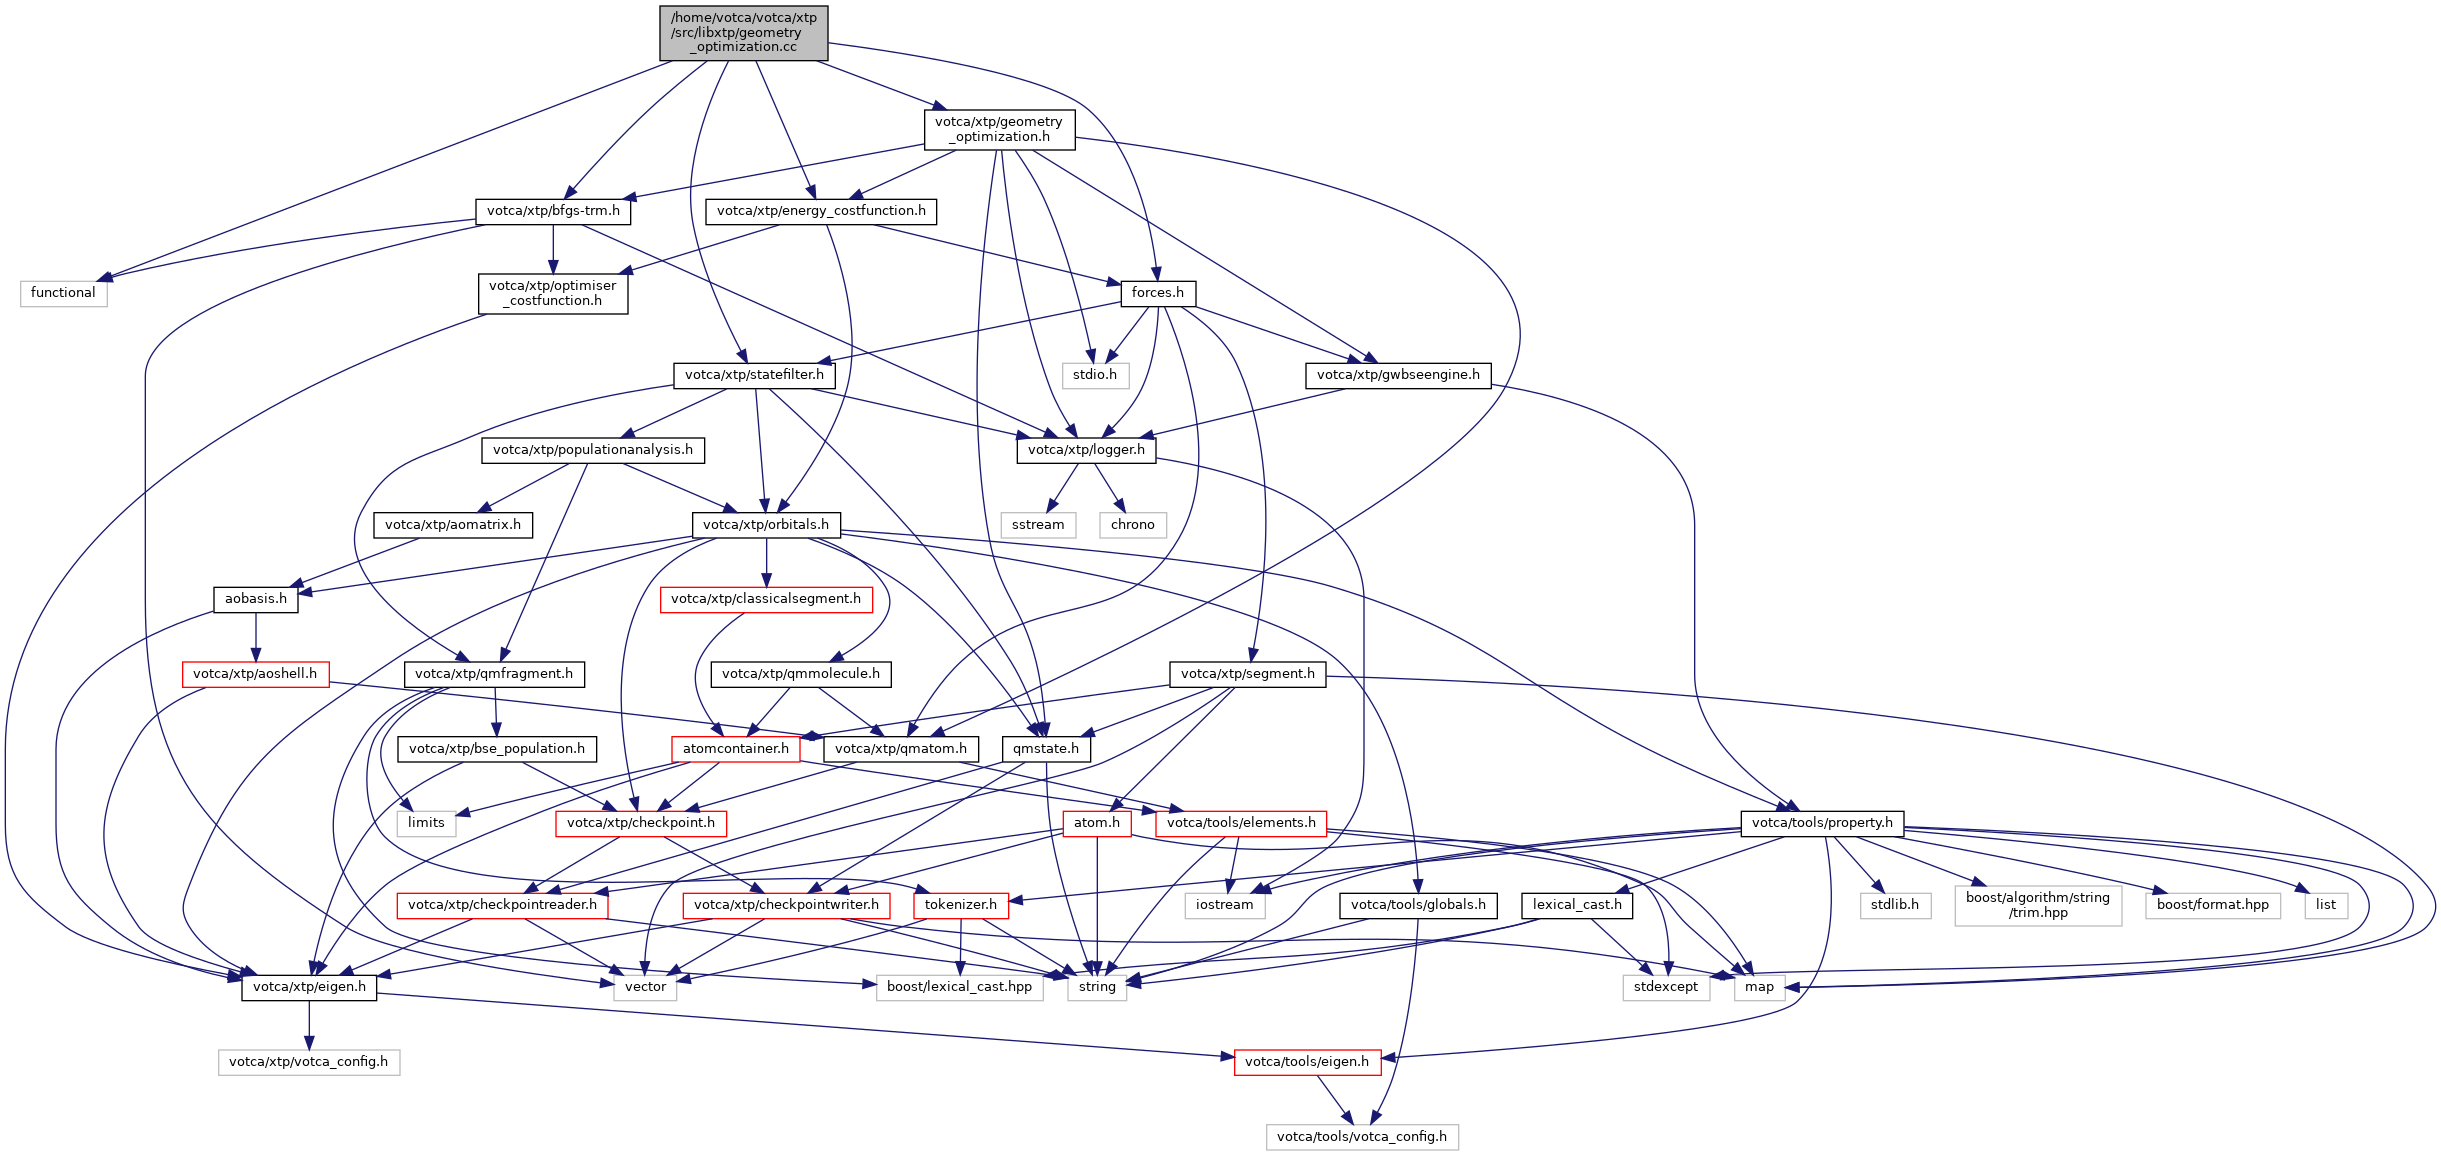 /home/votca/votca/xtp
/src/libxtp/geometry
_optimization.cc
votca/xtp/geometry
_optimization.h
votca/xtp/bfgs-trm.h
votca/xtp/energy_costfunction.h
functional
votca/xtp/optimiser
_costfunction.h
forces.h
votca/xtp/statefilter.h
stdio.h
votca/xtp/gwbseengine.h
votca/xtp/populationanalysis.h
votca/xtp/logger.h
votca/xtp/aomatrix.h
votca/xtp/orbitals.h
sstream
chrono
aobasis.h
votca/xtp/classicalsegment.h
votca/xtp/aoshell.h
votca/xtp/qmfragment.h
votca/xtp/qmmolecule.h
votca/xtp/segment.h
votca/xtp/bse_population.h
atomcontainer.h
votca/xtp/qmatom.h
qmstate.h
limits
votca/xtp/checkpoint.h
atom.h
votca/tools/elements.h
votca/tools/property.h
votca/xtp/checkpointreader.h
votca/xtp/checkpointwriter.h
tokenizer.h
iostream
votca/tools/globals.h
lexical_cast.h
stdlib.h
boost/algorithm/string
/trim.hpp
boost/format.hpp
list
votca/xtp/eigen.h
vector
boost/lexical_cast.hpp
string
stdexcept
map
votca/xtp/votca_config.h
votca/tools/eigen.h
votca/tools/votca_config.h